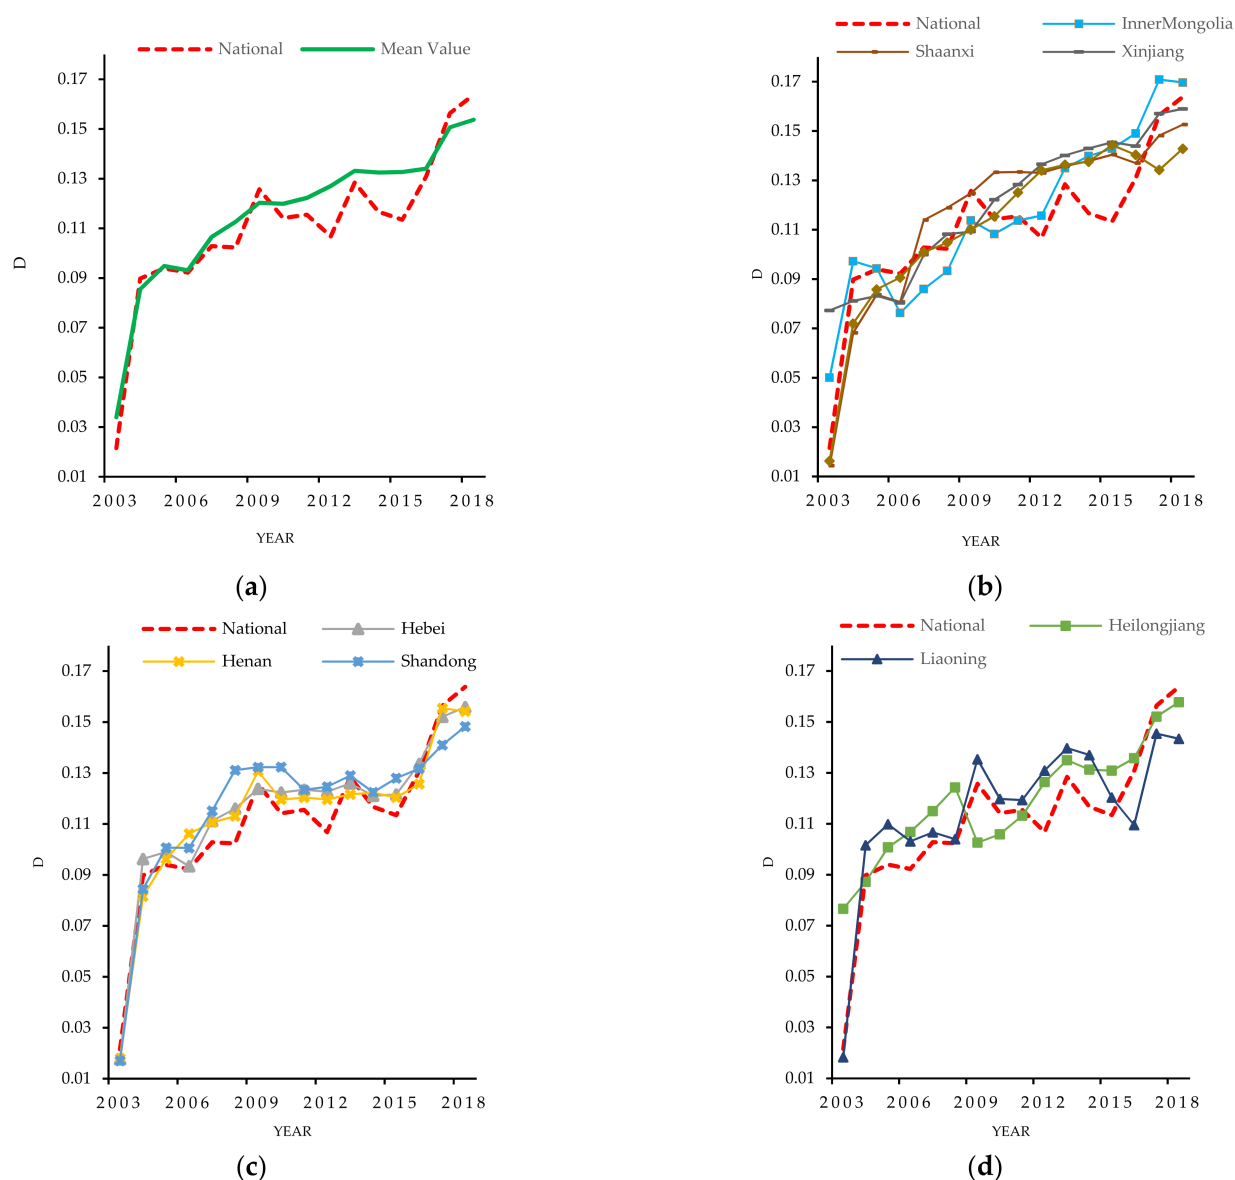 National Mean Value
0.17
0.15
0.13
0.11
0.09
0.07
0.05
0.03
0.01
D
2003 2006 2009 2012 2015 2018
YEAR
(a)
National InnerMongolia
Shaanxi Xinjiang
0.17
0.15
0.13
0.11
0.09
0.07
0.05
0.03
0.01
D
2003 2006 2009 2012 2015 2018
YEAR
(b)
National Hebei
Henan Shandong
0.17
0.15
0.13
0.11
0.09
0.07
0.05
0.03
0.01
D
2003 2006 2009 2012 2015 2018
YEAR
(c)
National Heilongjiang
Liaoning
0.17
0.15
0.13
0.11
0.09
0.07
0.05
0.03
0.01
D
2003 2006 2009 2012 2015 2018
YEAR
(d)